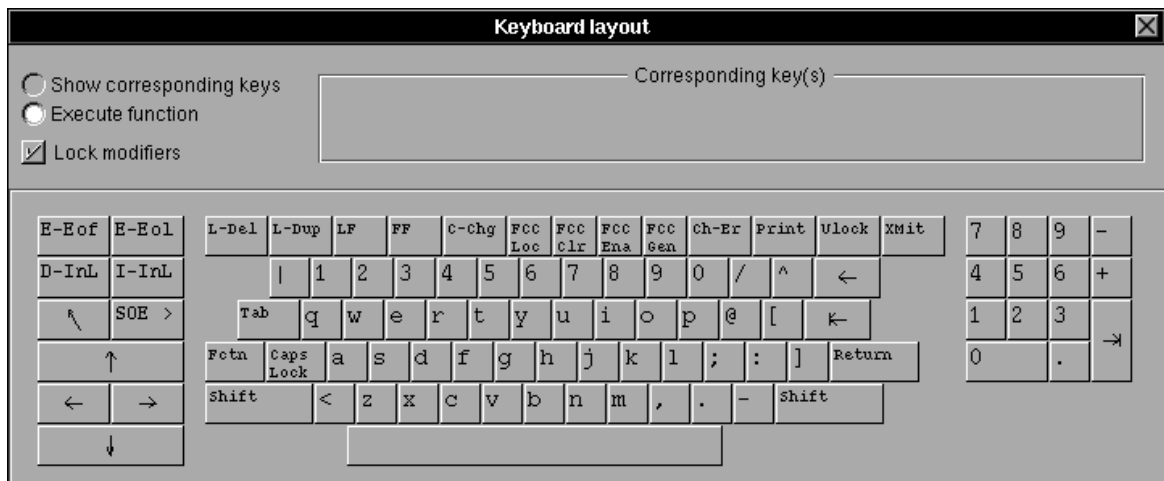 Keyboard layout
Corresponding key(s)
Show corresponding keys
Execute function
Lock modifiers
E-Eof E-Eol L-Del L-Dup LF FF C-Chg FCC Loc FCC Clr FCC Ena FCC Gen Ch-Er Print Ulock XMit 7 8 9 -
D-InL I-InL | 1 2 3 4 5 6 7 8 9 0 / ^ ← 4 5 6 +
↖ SOE > Tab q w e r t y u i o p @ [ ⇤ 1 2 3 ⇥
↑ Fctn Caps Lock a s d f g h j k l ; : ] Return 0 .
← → Shift < z x c v b n m , . - Shift
↓